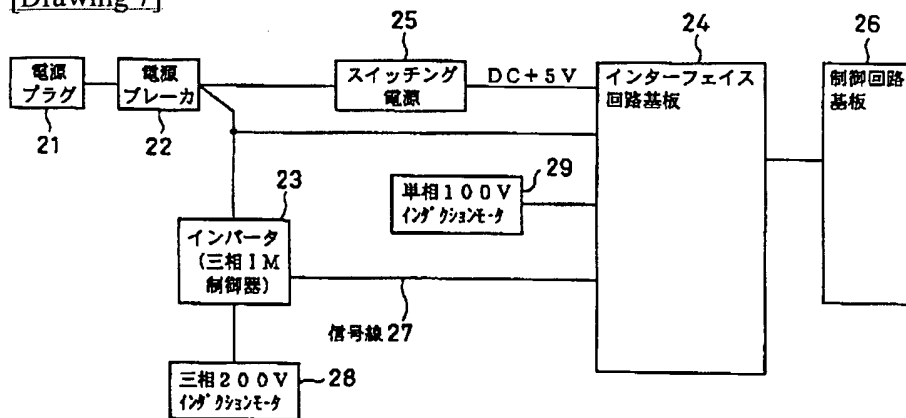 [Drawing 7]
25
24
26
電源
プラグ
21
電源
ブレーカ
22
スイッチング
電源
DC+5V
インターフェイス
回路基板
制御回路
基板
23
単相100V
インダクションモータ
29
インバータ
(三相IM
制御器)
信号線27
三相200V
インダクションモータ
28